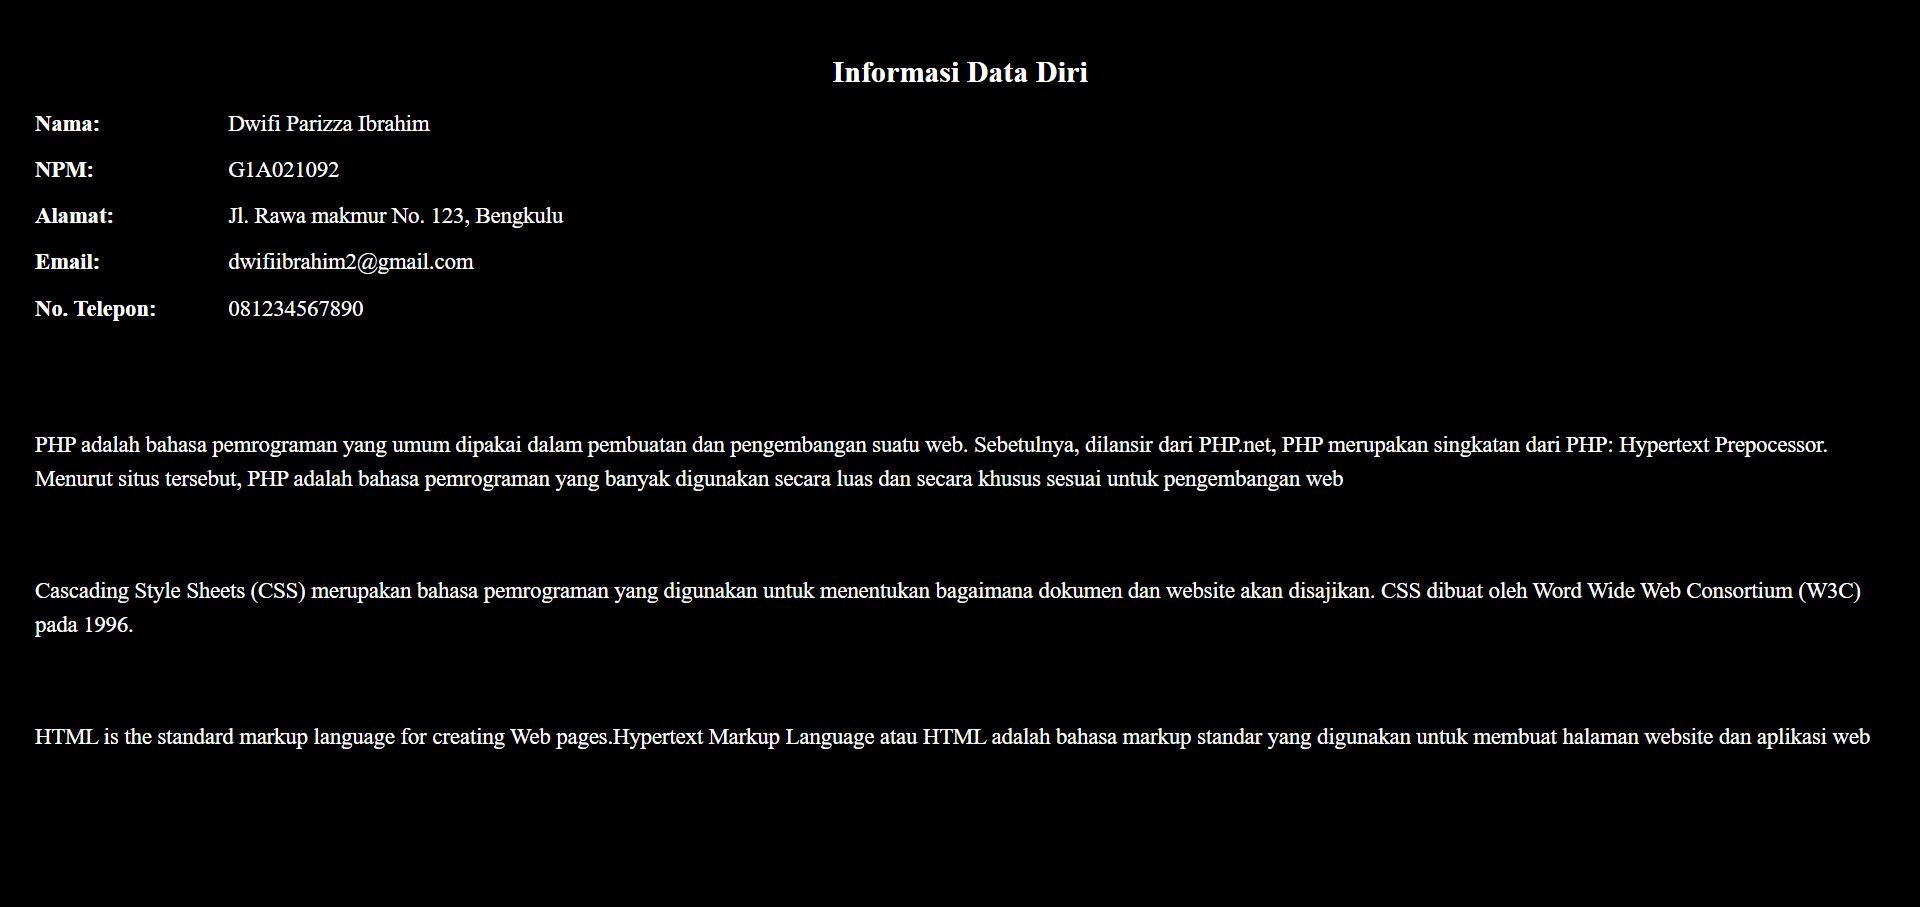 Informasi Data Diri
Nama: Dwifi Parizza Ibrahim
NPM: G1A021092
Alamat: Jl. Rawa makmur No. 123, Bengkulu
Email: dwifiibrahim2@gmail.com
No. Telepon: 081234567890
PHP adalah bahasa pemrograman yang umum dipakai dalam pembuatan dan pengembangan suatu web. Sebetulnya, dilansir dari PHP.net, PHP merupakan singkatan dari PHP: Hypertext Prepocessor.
Menurut situs tersebut, PHP adalah bahasa pemrograman yang banyak digunakan secara luas dan secara khusus sesuai untuk pengembangan web
Cascading Style Sheets (CSS) merupakan bahasa pemrograman yang digunakan untuk menentukan bagaimana dokumen dan website akan disajikan. CSS dibuat oleh Word Wide Web Consortium (W3C)
pada 1996.
HTML is the standard markup language for creating Web pages.Hypertext Markup Language atau HTML adalah bahasa markup standar yang digunakan untuk membuat halaman website dan aplikasi web